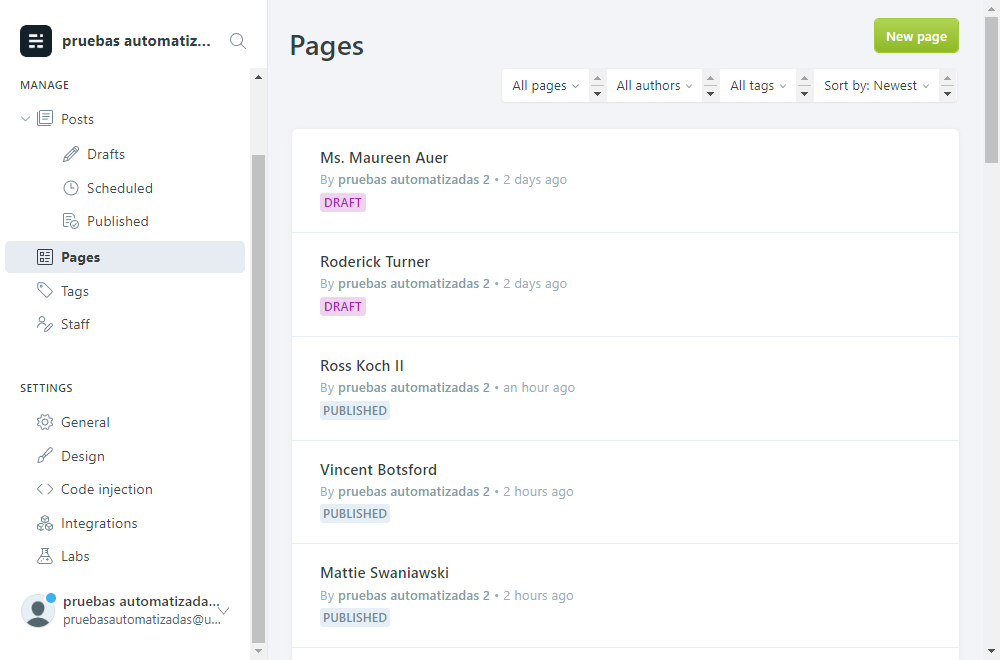 pruebas automatiz...
MANAGE
Posts
Drafts
Scheduled
Published
Pages
Tags
Staff
SETTINGS
General
Design
Code injection
Integrations
Labs
pruebas automatizada...
pruebasautomatizadas@u...
Pages
New page
All pages
All authors
All tags
Sort by: Newest
Ms. Maureen Auer
By pruebas automatizadas 2 • 2 days ago
DRAFT
Roderick Turner
By pruebas automatizadas 2 • 2 days ago
DRAFT
Ross Koch II
By pruebas automatizadas 2 • an hour ago
PUBLISHED
Vincent Botsford
By pruebas automatizadas 2 • 2 hours ago
PUBLISHED
Mattie Swaniawski
By pruebas automatizadas 2 • 2 hours ago
PUBLISHED